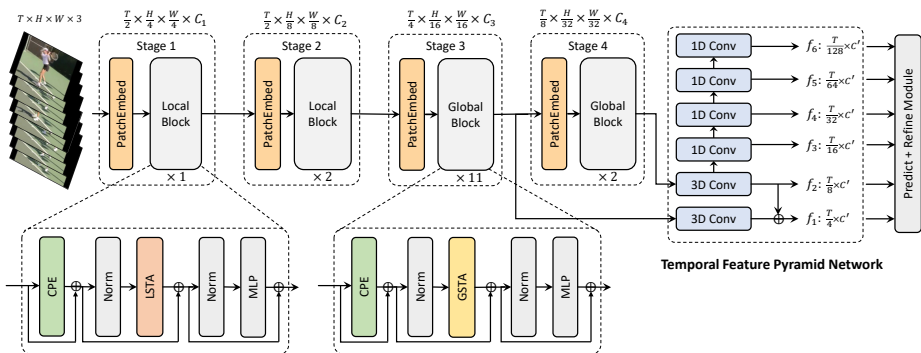 T × H × W × 3
T/2 × H/4 × W/4 × C₁
T/2 × H/8 × W/8 × C₂
T/4 × H/16 × W/16 × C₃
T/8 × H/32 × W/32 × C₄
Stage 1
Stage 2
Stage 3
Stage 4
PatchEmbed
Local Block
× 1
PatchEmbed
Local Block
× 2
PatchEmbed
Global Block
× 11
PatchEmbed
Global Block
× 2
1D Conv
f₆: T/128 ×C'
1D Conv
f₅: T/64 ×C'
1D Conv
f₄: T/32 ×C'
1D Conv
f₃: T/16 ×C'
3D Conv
f₂: T/8 ×C'
3D Conv
f₁: T/4 ×C'
Predict + Refine Module
Temporal Feature Pyramid Network
CPE
Norm
LSTA
Norm
MLP
CPE
Norm
GSTA
Norm
MLP